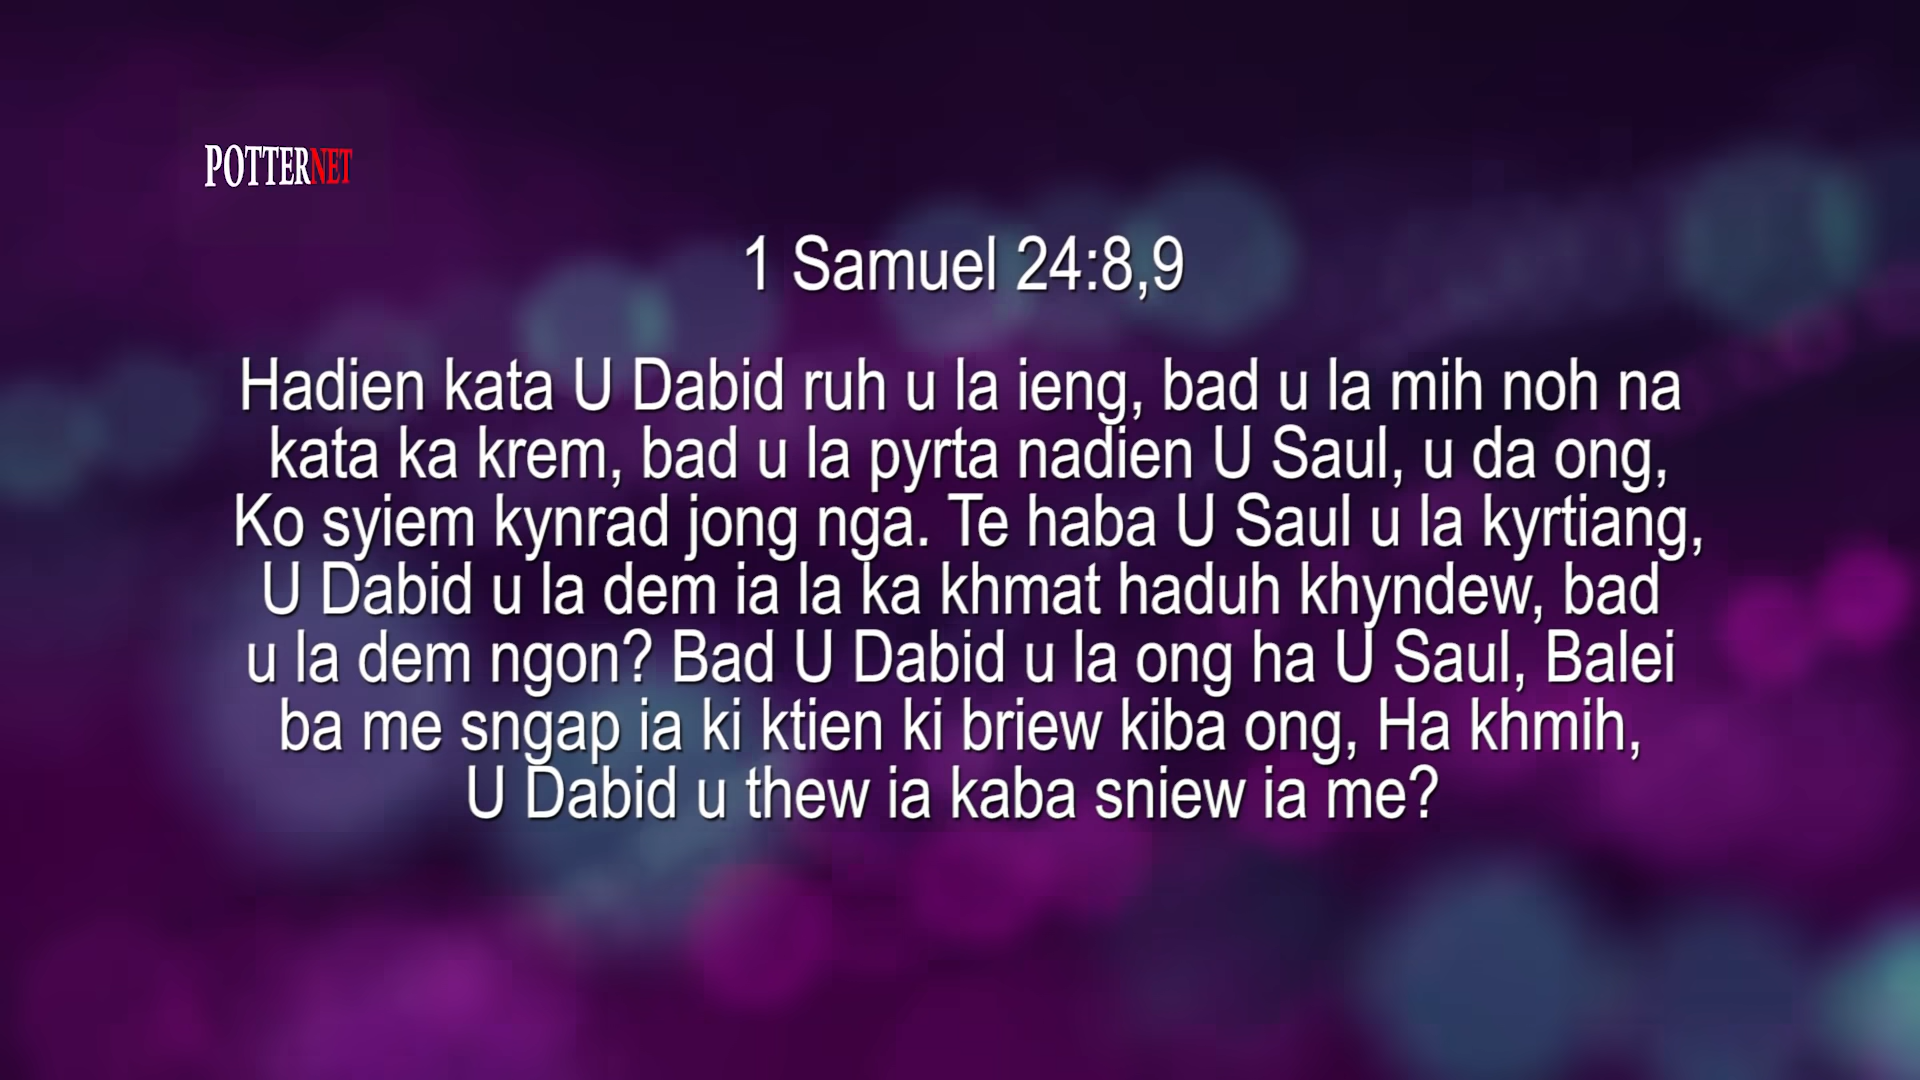 POTTERNET
1 Samuel 24:8,9
Hadien kata U Dabid ruh u la ieng, bad u la mih noh na
kata ka krem, bad u la pyrta nadien U Saul, u da ong,
Ko syiem kynrad jong nga. Te haba U Saul u la kyrtiang,
U Dabid u la dem ia la ka khmat haduh khyndew, bad
u la dem ngon? Bad U Dabid u la ong ha U Saul, Balei
ba me sngap ia ki ktien ki briew kiba ong, Ha khmih,
U Dabid u thew ia kaba sniew ia me?